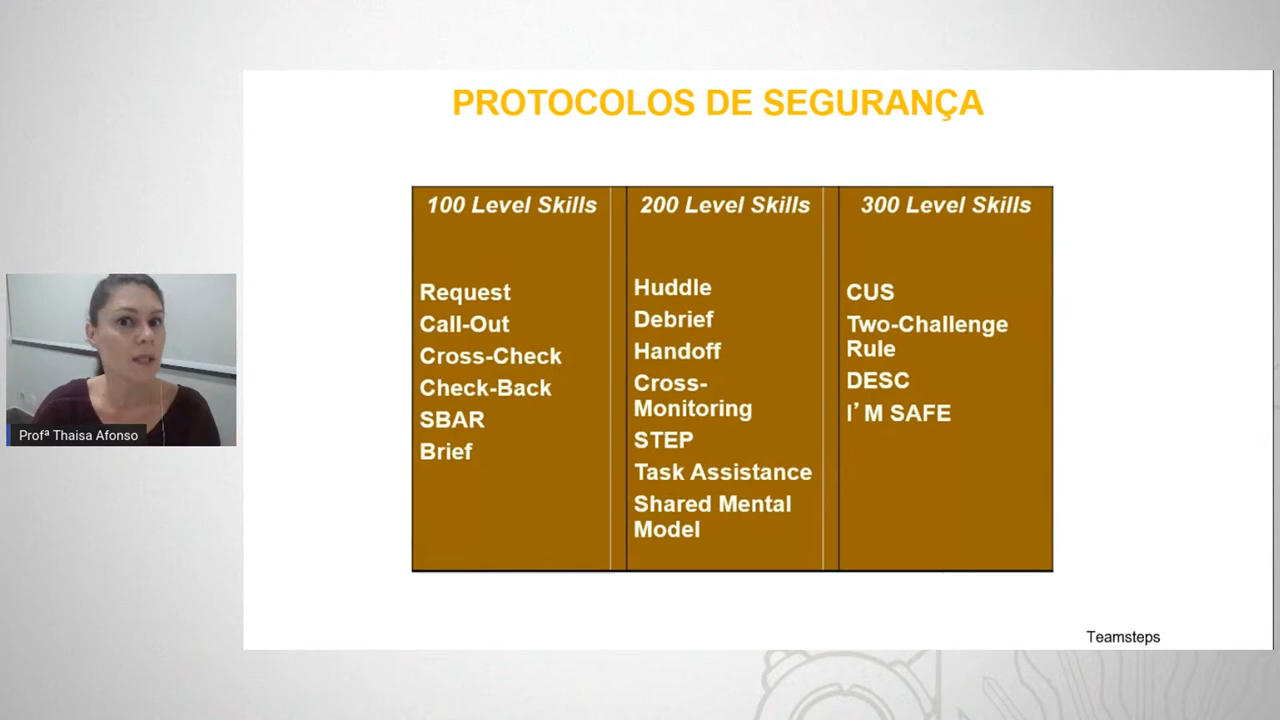 PROTOCOLOS DE SEGURANÇA
100 Level Skills
Request
Call-Out
Cross-Check
Check-Back
SBAR
Brief
200 Level Skills
Huddle
Debrief
Handoff
Cross-
Monitoring
STEP
Task Assistance
Shared Mental
Model
300 Level Skills
CUS
Two-Challenge
Rule
DESC
I’M SAFE
Profª Thaisa Afonso
Teamsteps